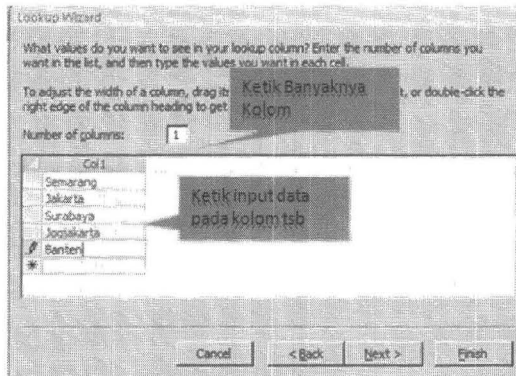 Lookup Wizard
What values do you want to see in your lookup column? Enter the number of columns you
want in the list, and then type the values you want in each cell.
To adjust the width of a column, drag its t, or double-click the
right edge of the column heading to get
Ketik Banyaknya
Kolom
Number of columns: 1
Col1
Semarang
Jakarta
Surabaya
Jogjakarta
Banten
Ketik input data
pada kolom tsb
Cancel < Back Next > Finish